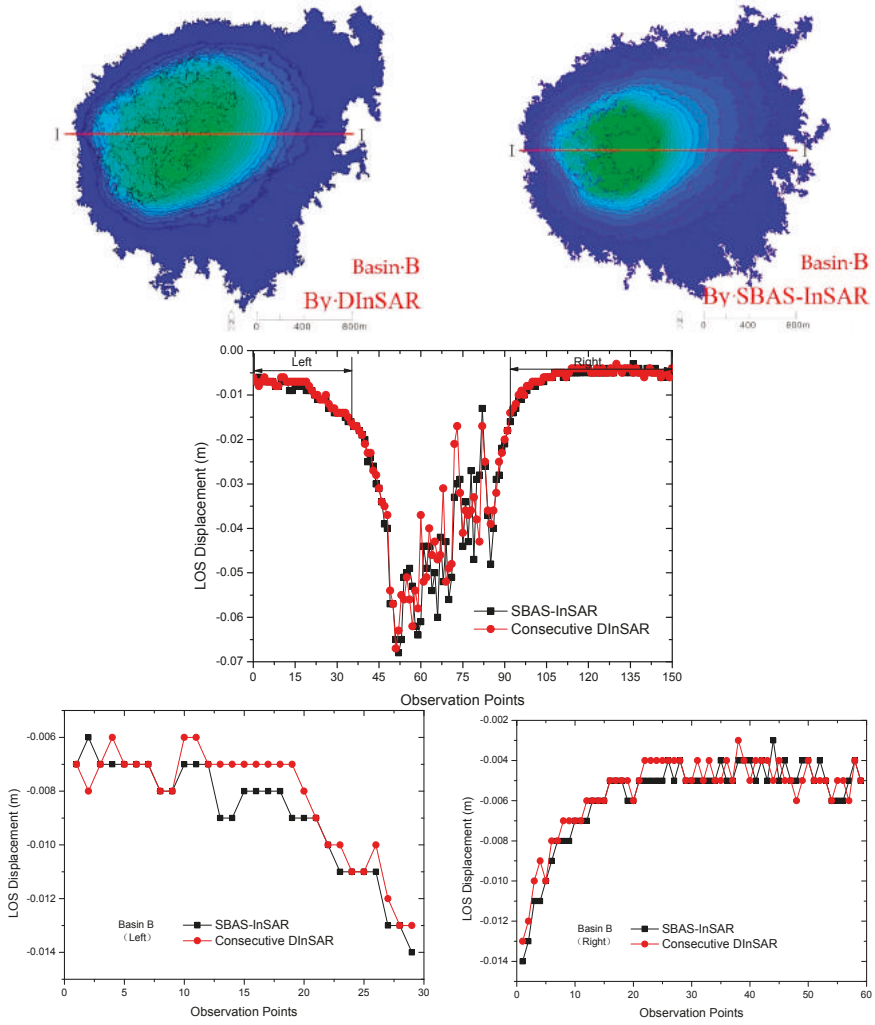 I I
Basin·B
By·DInSAR
0 400 800m
I I
Basin·B
By·SBAS-InSAR
0 400 800m
Left Right
0.00
-0.01
-0.02
-0.03
-0.04
-0.05
-0.06
-0.07
LOS Displacement (m)
SBAS-InSAR
Consecutive DInSAR
0 15 30 45 60 75 90 105 120 135 150
Observation Points
-0.006
-0.008
-0.010
-0.012
-0.014
LOS Displacement (m)
Basin B
（Left）
SBAS-InSAR
Consecutive DInSAR
0 5 10 15 20 25 30
Observation Points
-0.002
-0.004
-0.006
-0.008
-0.010
-0.012
-0.014
LOS Displacement (m)
Basin B
（Right）
SBAS-InSAR
Consecutive DInSAR
0 10 20 30 40 50 60
Observation Points